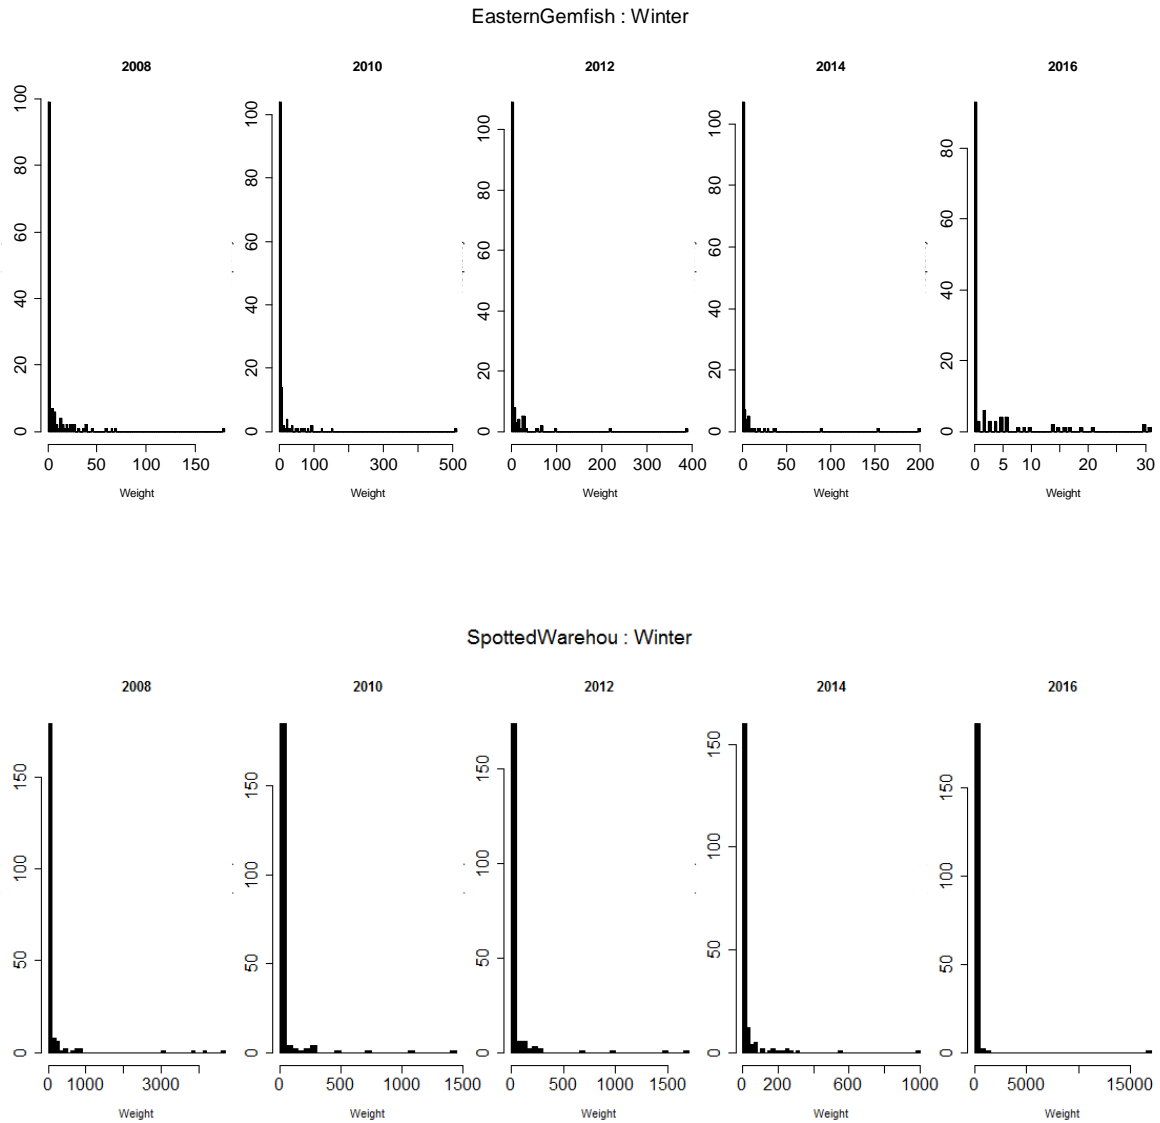 EasternGemfish : Winter
2008 2010 2012 2014 2016
0 20 40 60 80 100
0 20 40 60 80 100
0 20 40 60 80 100
0 20 40 60 80 100
0 20 40 60 80
0 50 100 150
0 100 300 500
0 100 200 300 400
0 50 100 150 200
0 5 10 20 30
Weight Weight Weight Weight Weight
SpottedWarehou : Winter
2008 2010 2012 2014 2016
0 50 100 150
0 50 100 150
0 50 100 150
0 50 100 150
0 50 100 150
0 1000 3000
0 500 1000 1500
0 500 1000 1500
0 200 600 1000
0 5000 15000
Weight Weight Weight Weight Weight